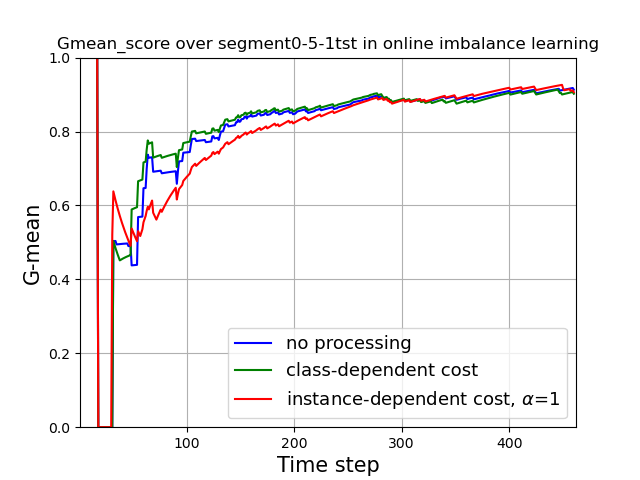 Gmean_score over segment0-5-1tst in online imbalance learning
1.0
0.8
0.6
0.4
0.2
0.0
G-mean
no processing
class-dependent cost
instance-dependent cost, α=1
100 200 300 400
Time step